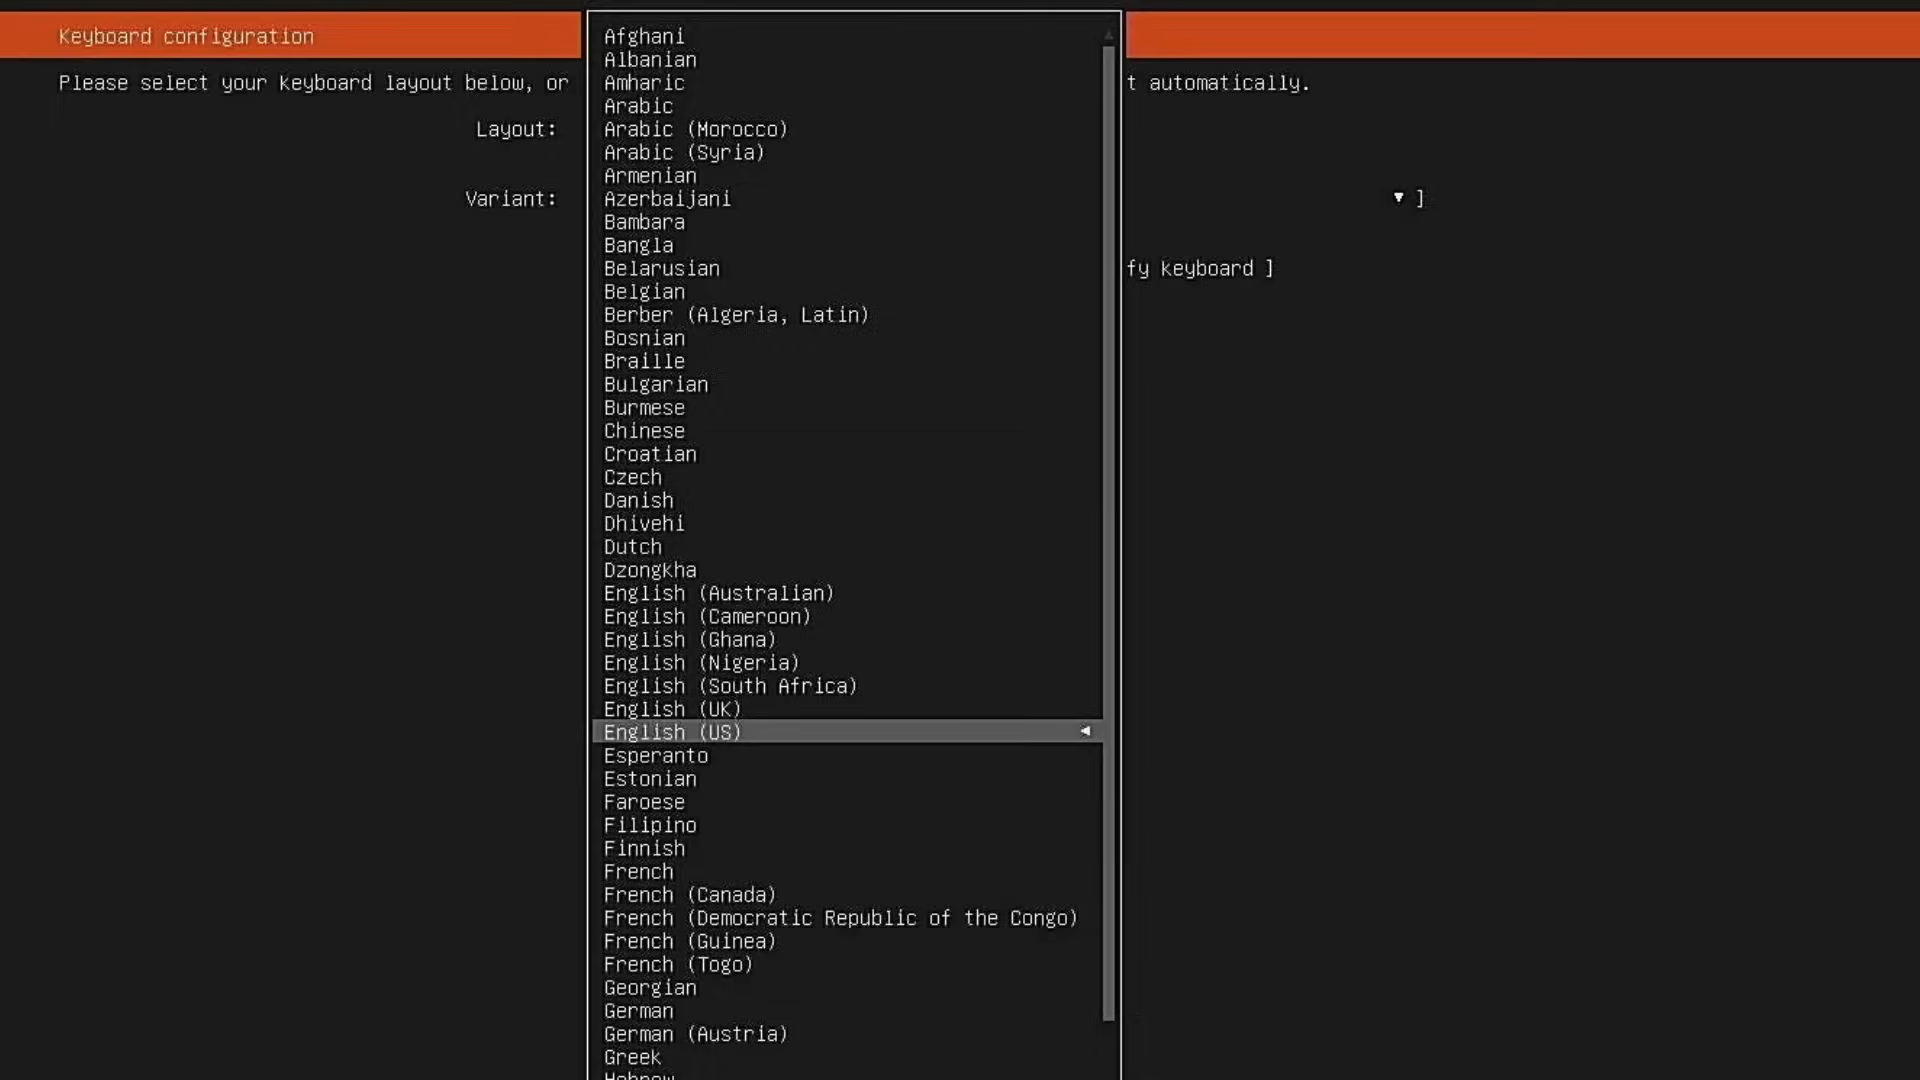 Keyboard configuration
Please select your keyboard layout below, or
t automatically.
Layout:
Variant:
▼ ]
fy keyboard ]
Afghani
Albanian
Amharic
Arabic
Arabic (Morocco)
Arabic (Syria)
Armenian
Azerbaijani
Bambara
Bangla
Belarusian
Belgian
Berber (Algeria, Latin)
Bosnian
Braille
Bulgarian
Burmese
Chinese
Croatian
Czech
Danish
Dhivehi
Dutch
Dzongkha
English (Australian)
English (Cameroon)
English (Ghana)
English (Nigeria)
English (South Africa)
English (UK)
English (US) ◀
Esperanto
Estonian
Faroese
Filipino
Finnish
French
French (Canada)
French (Democratic Republic of the Congo)
French (Guinea)
French (Togo)
Georgian
German
German (Austria)
Greek
Hebrew